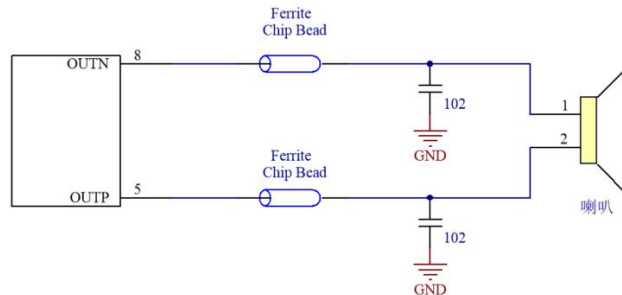 Ferrite
Chip Bead
OUTN
8
102
GND
1
2
Ferrite
Chip Bead
OUTP
5
102
GND
喇叭